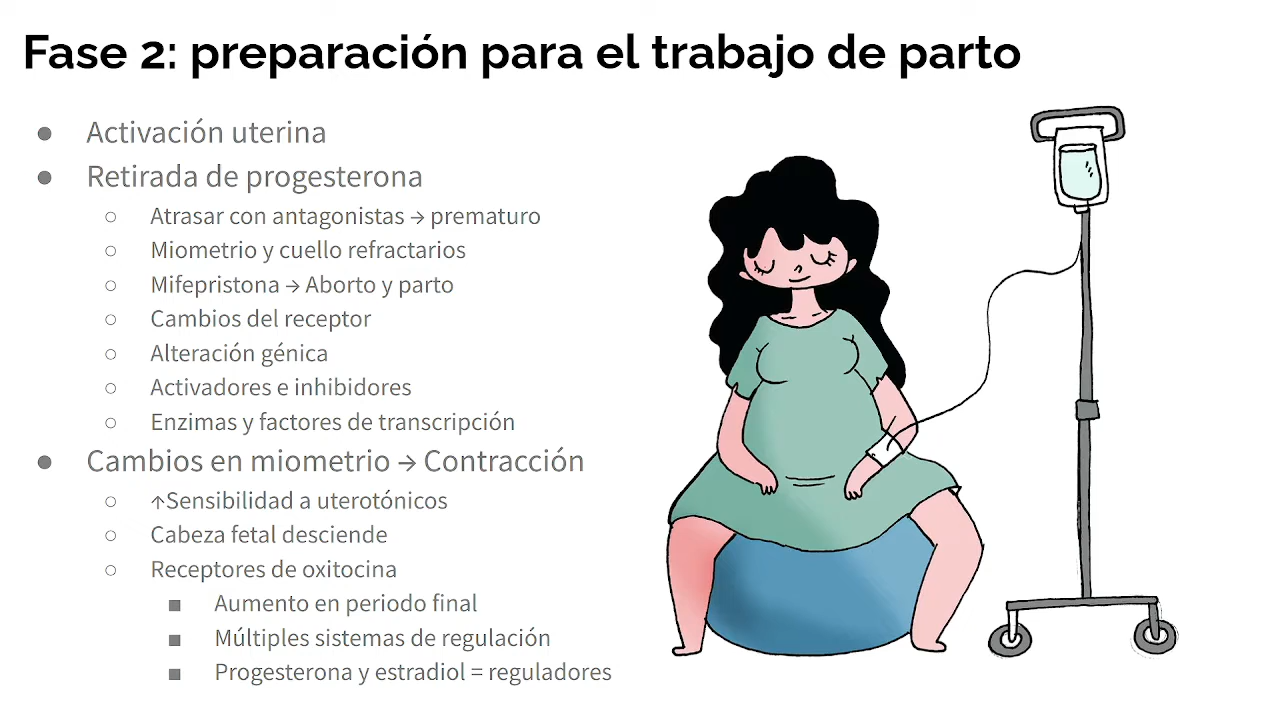 Fase 2: preparación para el trabajo de parto
● Activación uterina
● Retirada de progesterona
○ Atrasar con antagonistas → prematuro
○ Miometrio y cuello refractarios
○ Mifepristona → Aborto y parto
○ Cambios del receptor
○ Alteración génica
○ Activadores e inhibidores
○ Enzimas y factores de transcripción
● Cambios en miometrio → Contracción
○ ↑Sensibilidad a uterotónicos
○ Cabeza fetal desciende
○ Receptores de oxitocina
■ Aumento en periodo final
■ Múltiples sistemas de regulación
■ Progesterona y estradiol = reguladores